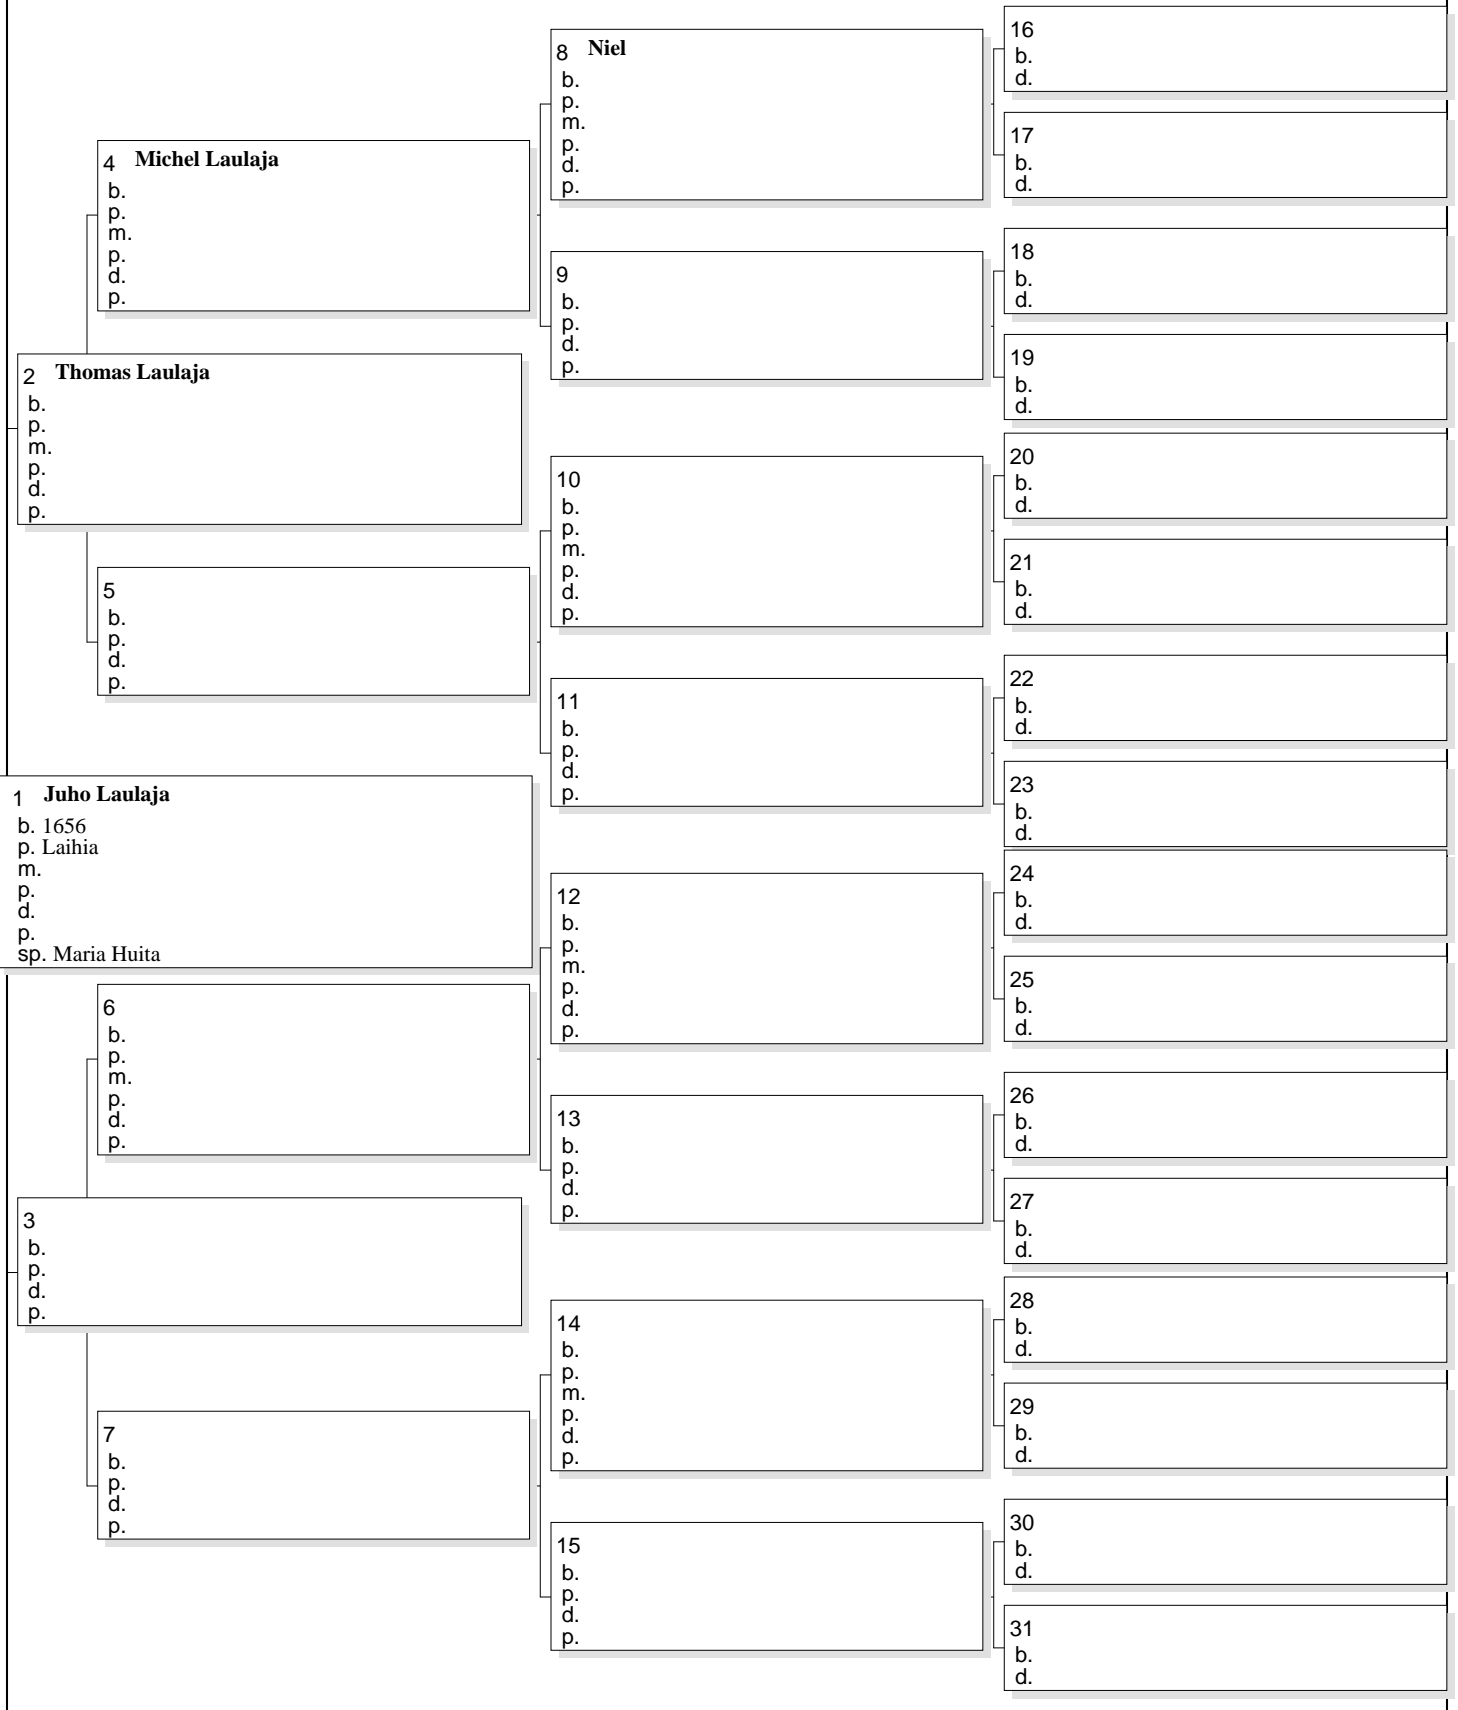 16
b.
d.
8 Niel
b.
p.
m.
p.
d.
p.
17
b.
d.
4 Michel Laulaja
b.
p.
m.
p.
d.
p.
18
b.
d.
9
b.
p.
d.
p.
19
b.
d.
2 Thomas Laulaja
b.
p.
m.
p.
d.
p.
20
b.
d.
10
b.
p.
m.
p.
d.
p.
21
b.
d.
5
b.
p.
d.
p.
22
b.
d.
11
b.
p.
d.
p.
23
b.
d.
1 Juho Laulaja
b. 1656
p. Laihia
m.
p.
d.
p.
sp. Maria Huita
24
b.
d.
12
b.
p.
m.
p.
d.
p.
25
b.
d.
6
b.
p.
m.
p.
d.
p.
26
b.
d.
13
b.
p.
d.
p.
27
b.
d.
3
b.
p.
d.
p.
28
b.
d.
14
b.
p.
m.
p.
d.
p.
29
b.
d.
7
b.
p.
d.
p.
30
b.
d.
15
b.
p.
d.
p.
31
b.
d.